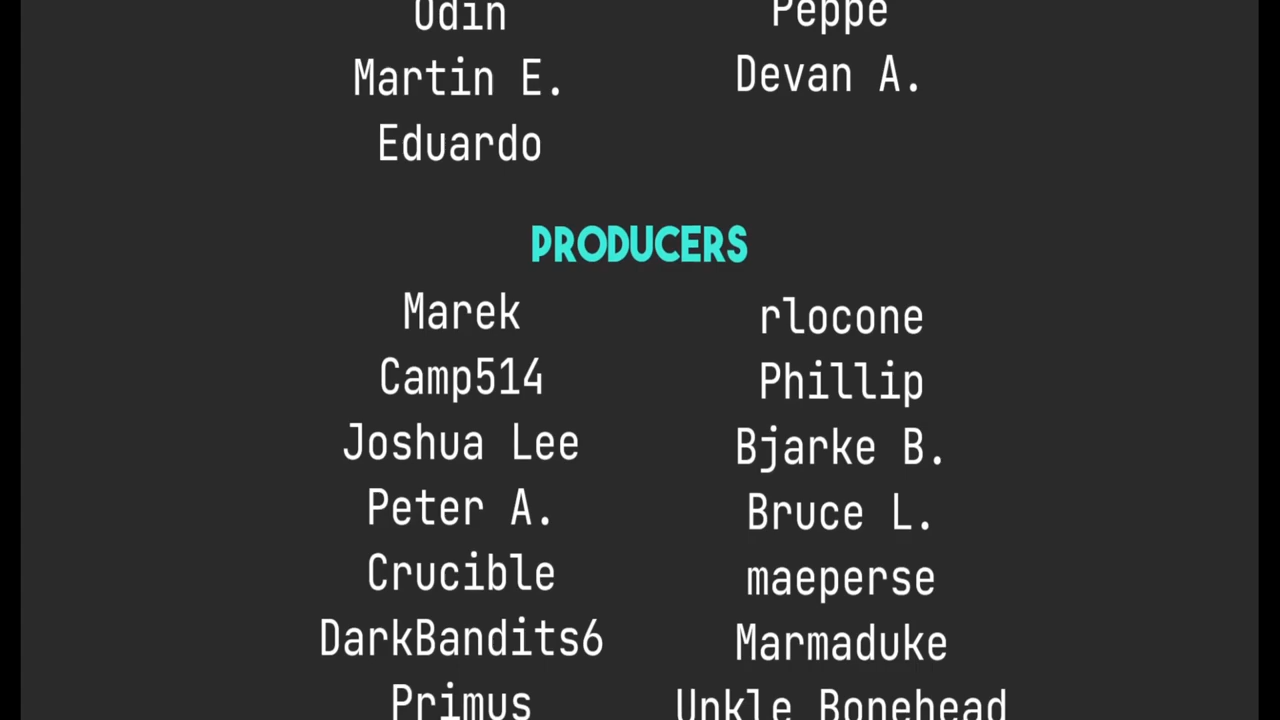 Odin Peppe
Martin E. Devan A.
Eduardo
PRODUCERS
Marek rlocone
Camp514 Phillip
Joshua Lee Bjarke B.
Peter A. Bruce L.
Crucible maeperse
DarkBandits6 Marmaduke
Primus Unkle Bonehead